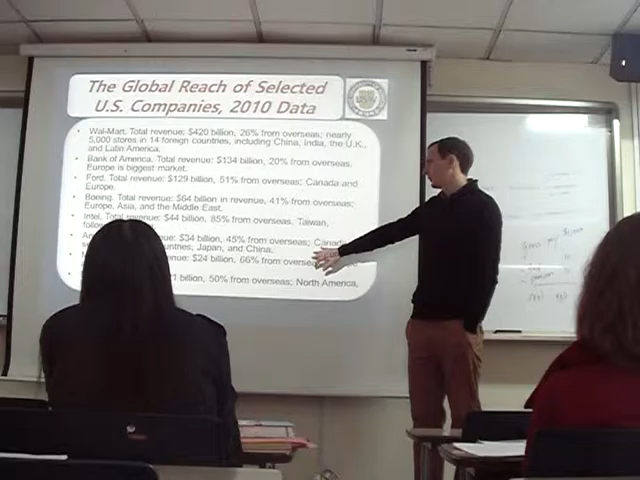 The Global Reach of Selected
U.S. Companies, 2010 Data
• Wal-Mart. Total revenue: $420 billion, 26% from overseas; nearly
5,000 stores in 14 foreign countries, including China, India, the U.K.,
and Latin America.
• Bank of America. Total revenue: $134 billion, 20% from overseas.
Europe is biggest market.
• Ford. Total revenue: $129 billion, 51% from overseas; Canada and
Europe.
• Boeing. Total revenue: $64 billion in revenue, 41% from overseas;
Europe, Asia, and the Middle East.
• Intel. Total revenue: $44 billion, 85% from overseas. Taiwan,
revenue: $34 billion, 45% from overseas; Canada
countries, Japan, and China.
revenue: $24 billion, 66% from overseas
billion, 50% from overseas; North America,